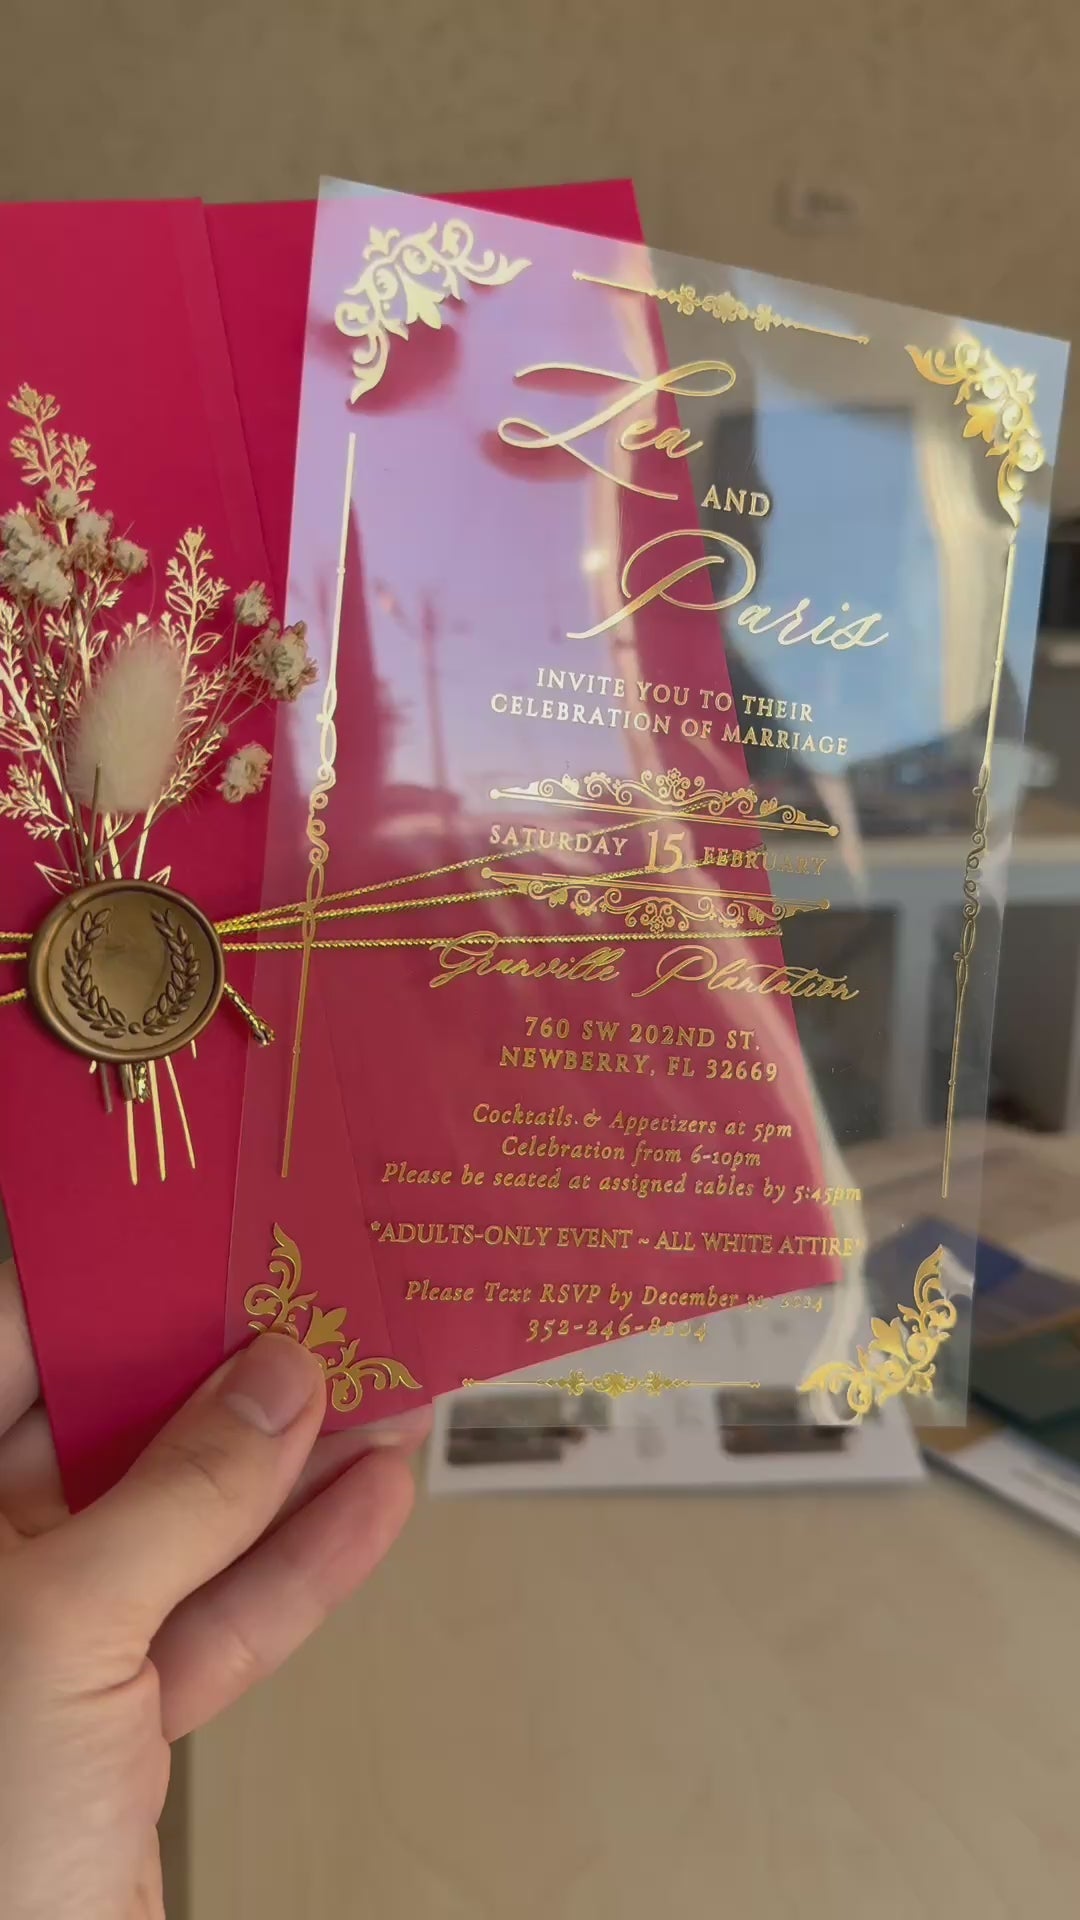 Lea
AND
Paris
INVITE YOU TO THEIR
CELEBRATION OF MARRIAGE
SATURDAY 15 FEBRUARY
Granville Plantation
760 SW 202ND ST.
NEWBERRY, FL 32669
Cocktails & Appetizers at 5pm
Celebration from 6-10pm
Please be seated at assigned tables by 5:45pm
*ADULTS-ONLY EVENT ~ ALL WHITE ATTIRE*
Please Text RSVP by December